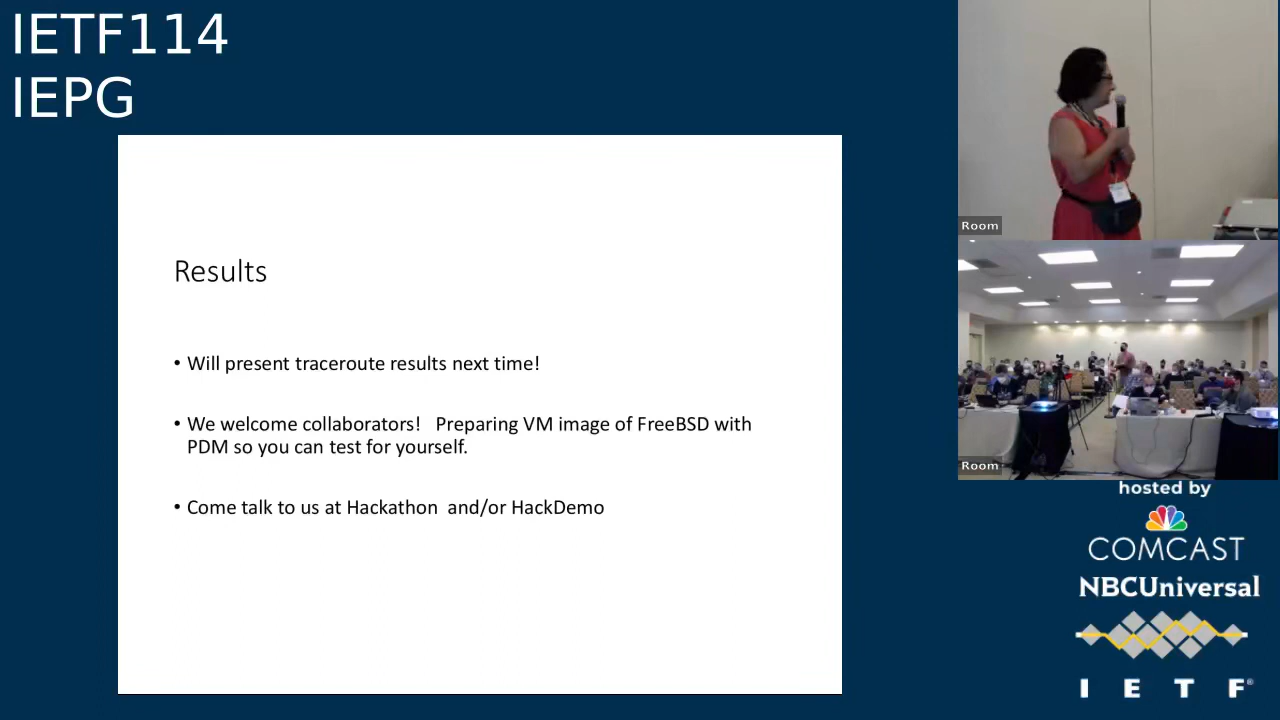 IETF114
IEPG
Results
• Will present traceroute results next time!
• We welcome collaborators!   Preparing VM image of FreeBSD with
PDM so you can test for yourself.
• Come talk to us at Hackathon  and/or HackDemo
Room
Room
hosted by
COMCAST
NBCUniversal
I E T F®